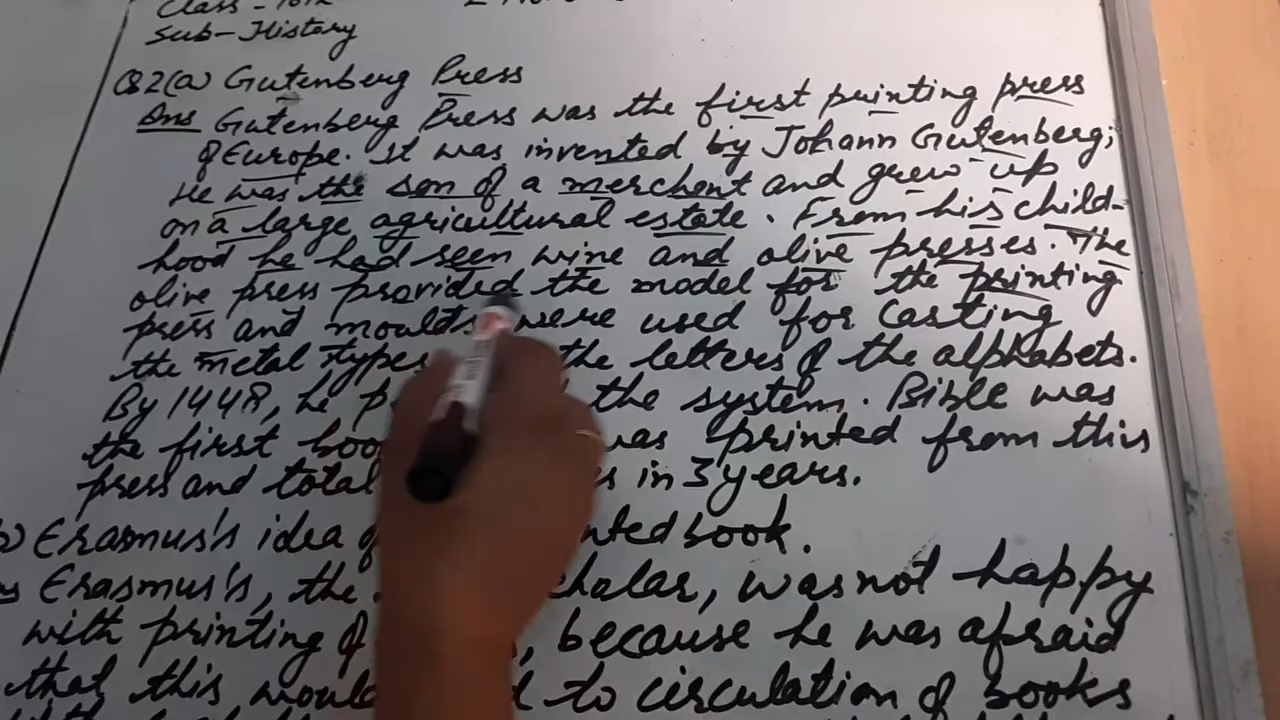 Class - 10th
Sub-History
Q2(a) Gutenberg Press
Ans Gutenberg Press was the first printing press
of Europe. It was invented by Johann Gutenberg;
He was the son of a merchant and grew up
on a large agricultural estate. From his child-
hood he had seen wine and olive presses. The
olive press provided the model for the printing
press and moulds were used for casting
the metal types the letters of the alphabets.
By 1448, he the system. Bible was
the first was printed from this
press and total in 3 years.
Erasmus's idea book.
Erasmus's, the was not happy
with printing of because he was afraid
that this to circulation of books